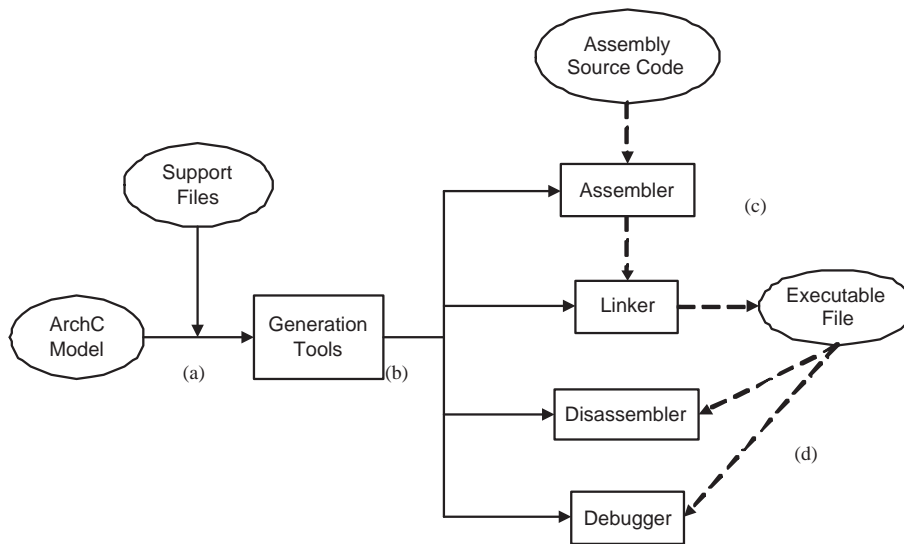 Assembly
Source Code
Support
Files
Assembler
(c)
ArchC
Model
(a)
Generation
Tools
(b)
Linker
Executable
File
Disassembler
(d)
Debugger